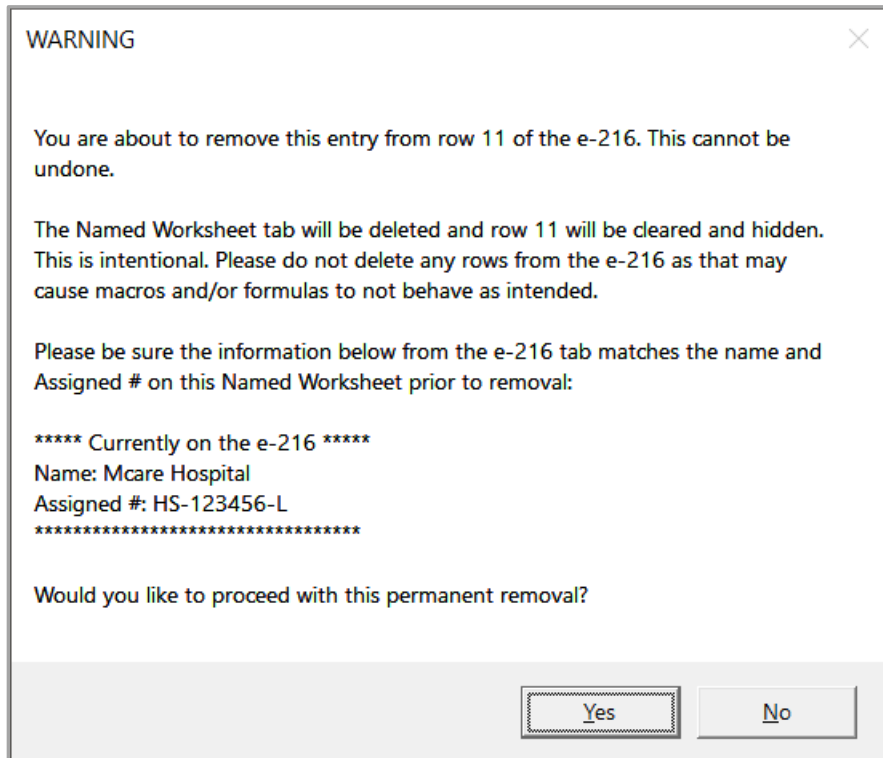 WARNING
You are about to remove this entry from row 11 of the e-216. This cannot be
undone.
The Named Worksheet tab will be deleted and row 11 will be cleared and hidden.
This is intentional. Please do not delete any rows from the e-216 as that may
cause macros and/or formulas to not behave as intended.
Please be sure the information below from the e-216 tab matches the name and
Assigned # on this Named Worksheet prior to removal:
***** Currently on the e-216 *****
Name: Mcare Hospital
Assigned #: HS-123456-L
**********************************
Would you like to proceed with this permanent removal?
Yes No